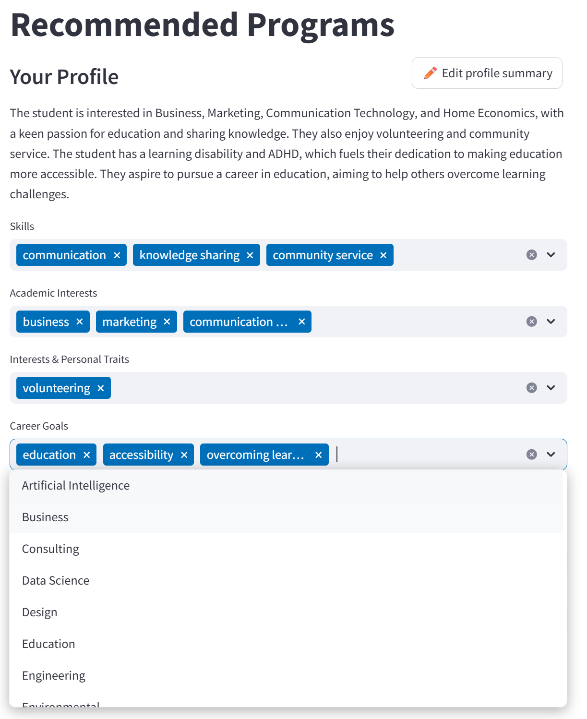 Recommended Programs
Your Profile
Edit profile summary
The student is interested in Business, Marketing, Communication Technology, and Home Economics, with
a keen passion for education and sharing knowledge. They also enjoy volunteering and community
service. The student has a learning disability and ADHD, which fuels their dedication to making education
more accessible. They aspire to pursue a career in education, aiming to help others overcome learning
challenges.
Skills
communication × knowledge sharing × community service ×
Academic Interests
business × marketing × communication ... ×
Interests & Personal Traits
volunteering ×
Career Goals
education × accessibility × overcoming lear... ×
Artificial Intelligence
Business
Consulting
Data Science
Design
Education
Engineering
Environmental